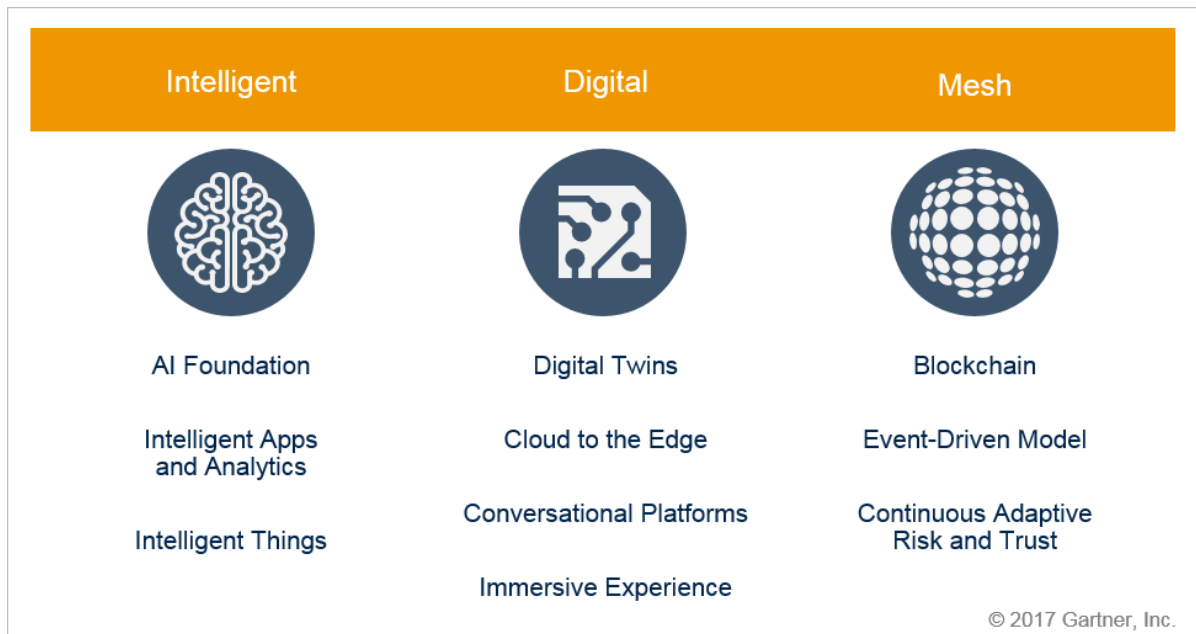 Intelligent
Digital
Mesh
AI Foundation
Intelligent Apps
and Analytics
Intelligent Things
Digital Twins
Cloud to the Edge
Conversational Platforms
Immersive Experience
Blockchain
Event-Driven Model
Continuous Adaptive
Risk and Trust
© 2017 Gartner, Inc.